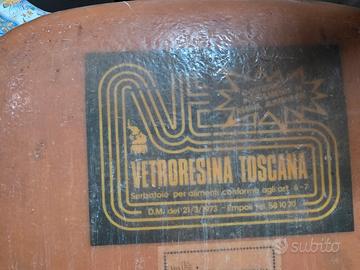 VETRORESINA TOSCANA
Serbatoio per alimenti conforme agli art. 6-7
D.M. del 21/3/1973 - Empoli Tel. 58 10 70
subito